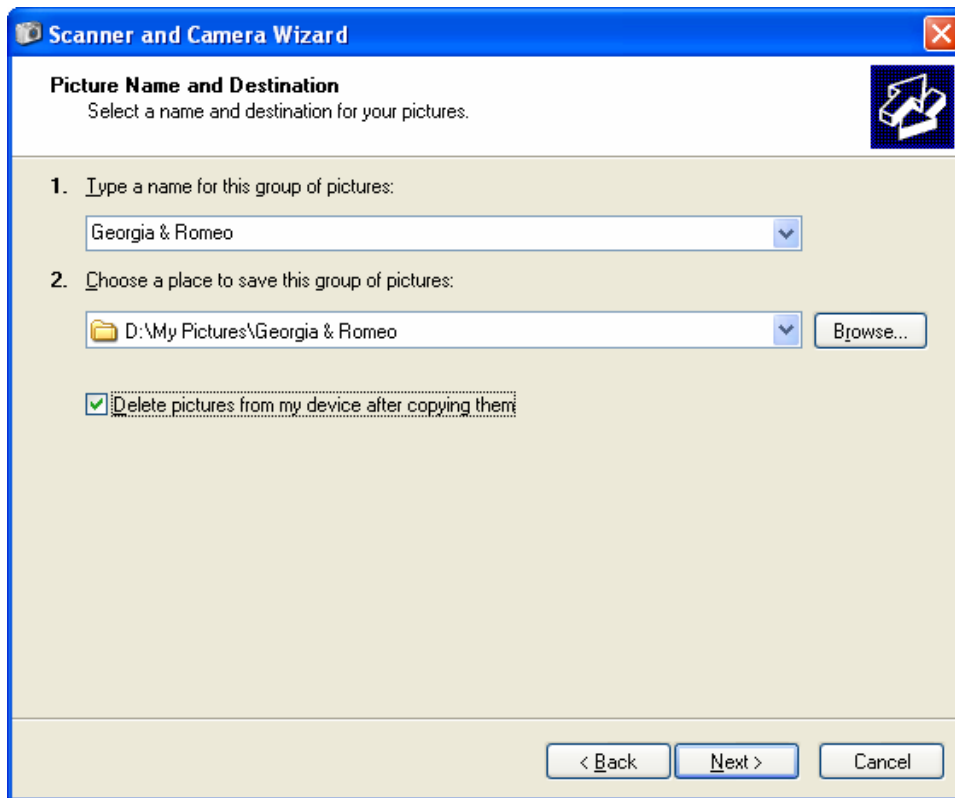 Scanner and Camera Wizard
Picture Name and Destination
Select a name and destination for your pictures.
1. Type a name for this group of pictures:
Georgia & Romeo
2. Choose a place to save this group of pictures:
D:\My Pictures\Georgia & Romeo
Browse...
Delete pictures from my device after copying them
< Back Next > Cancel